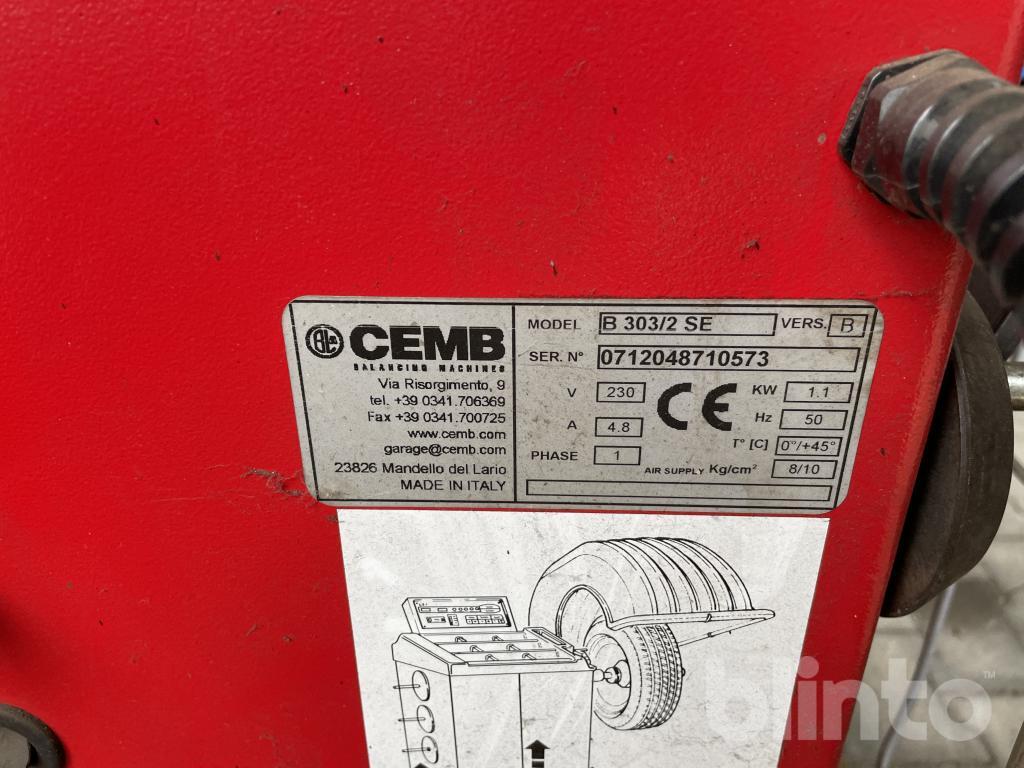 CEMB
BALANCING MACHINES
Via Risorgimento, 9
tel. +39 0341.706369
Fax +39 0341.700725
www.cemb.com
garage@cemb.com
23826 Mandello del Lario
MADE IN ITALY
MODEL B 303/2 SE VERS. B
SER. N° 0712048710573
V 230 CE KW 1.1
A 4.8 Hz 50
PHASE 1 T° [C] 0°/+45°
AIR SUPPLY Kg/cm² 8/10
blinto™